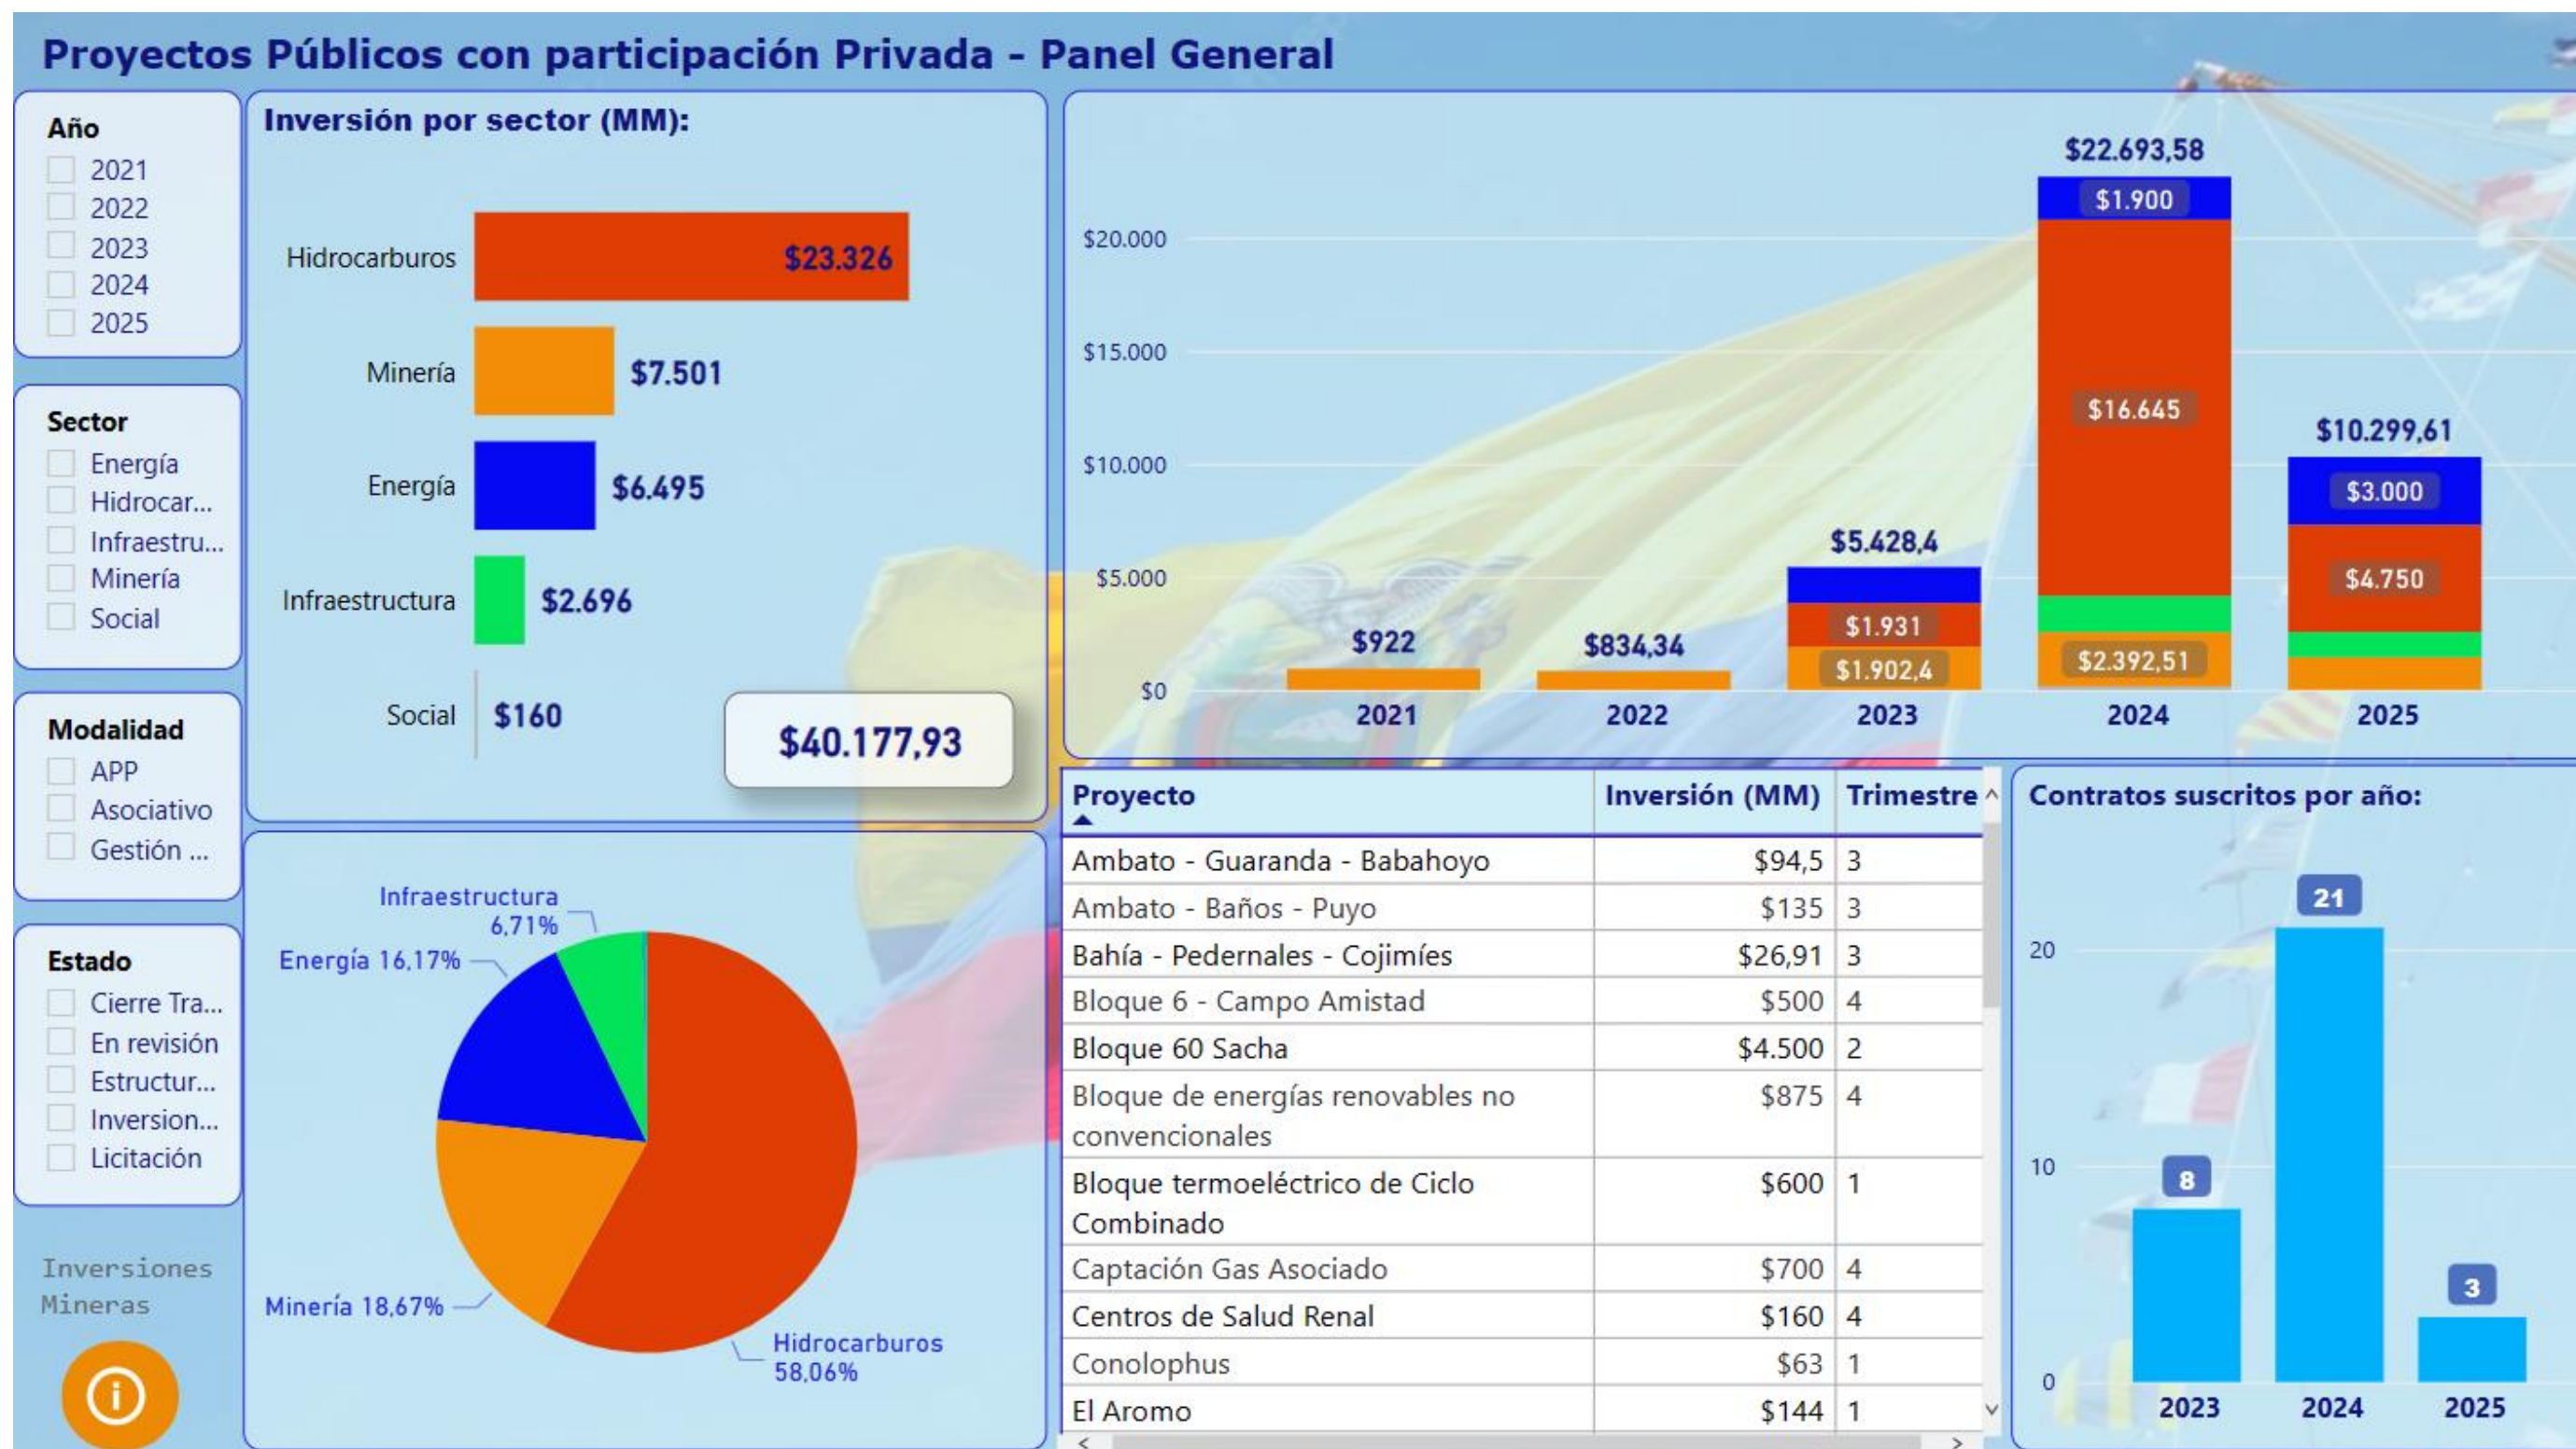 Proyectos Públicos con participación Privada - Panel General
Año
2021
2022
2023
2024
2025
Sector
Energía
Hidrocar...
Infraestru...
Minería
Social
Modalidad
APP
Asociativo
Gestión ...
Estado
Cierre Tra...
En revisión
Estructur...
Inversion...
Licitación
Inversiones
Mineras
i
Inversión por sector (MM):
Hidrocarburos $23.326
Minería $7.501
Energía $6.495
Infraestructura $2.696
Social $160
$40.177,93
Infraestructura
6,71%
Energía 16,17%
Minería 18,67%
Hidrocarburos
58,06%
$20.000
$15.000
$10.000
$5.000
$0
$922
$834,34
$5.428,4
$1.931
$1.902,4
$22.693,58
$1.900
$16.645
$2.392,51
$10.299,61
$3.000
$4.750
2021 2022 2023 2024 2025
Proyecto Inversión (MM) Trimestre
Ambato - Guaranda - Babahoyo $94,5 3
Ambato - Baños - Puyo $135 3
Bahía - Pedernales - Cojimíes $26,91 3
Bloque 6 - Campo Amistad $500 4
Bloque 60 Sacha $4.500 2
Bloque de energías renovables no $875 4
convencionales
Bloque termoeléctrico de Ciclo $600 1
Combinado
Captación Gas Asociado $700 4
Centros de Salud Renal $160 4
Conolophus $63 1
El Aromo $144 1
Contratos suscritos por año:
20
10
0
8
21
3
2023 2024 2025